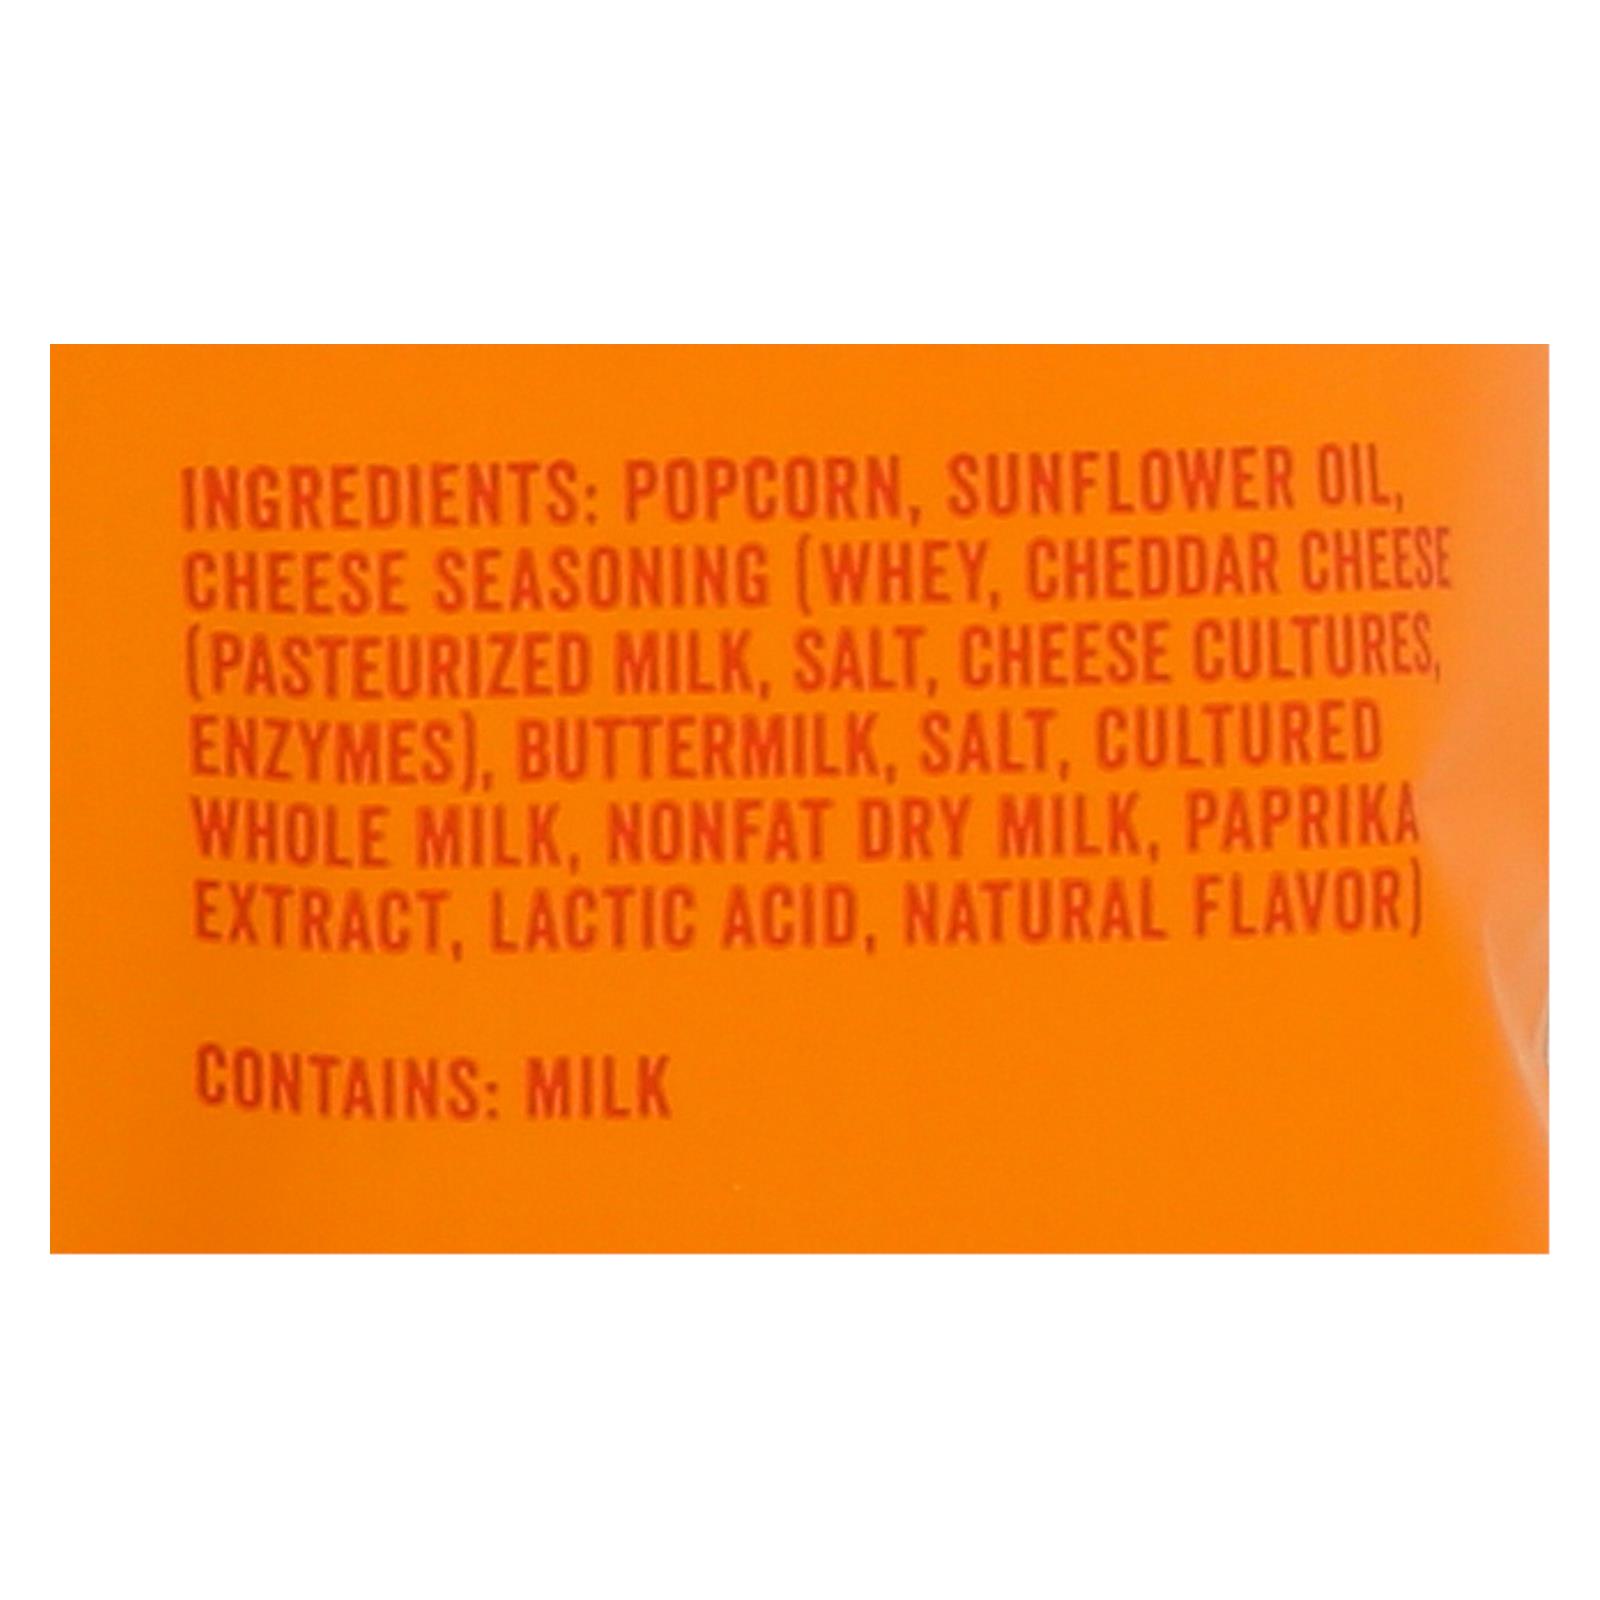 INGREDIENTS: POPCORN, SUNFLOWER OIL,
CHEESE SEASONING (WHEY, CHEDDAR CHEESE
(PASTEURIZED MILK, SALT, CHEESE CULTURES,
ENZYMES), BUTTERMILK, SALT, CULTURED
WHOLE MILK, NONFAT DRY MILK, PAPRIKA
EXTRACT, LACTIC ACID, NATURAL FLAVOR)
CONTAINS: MILK